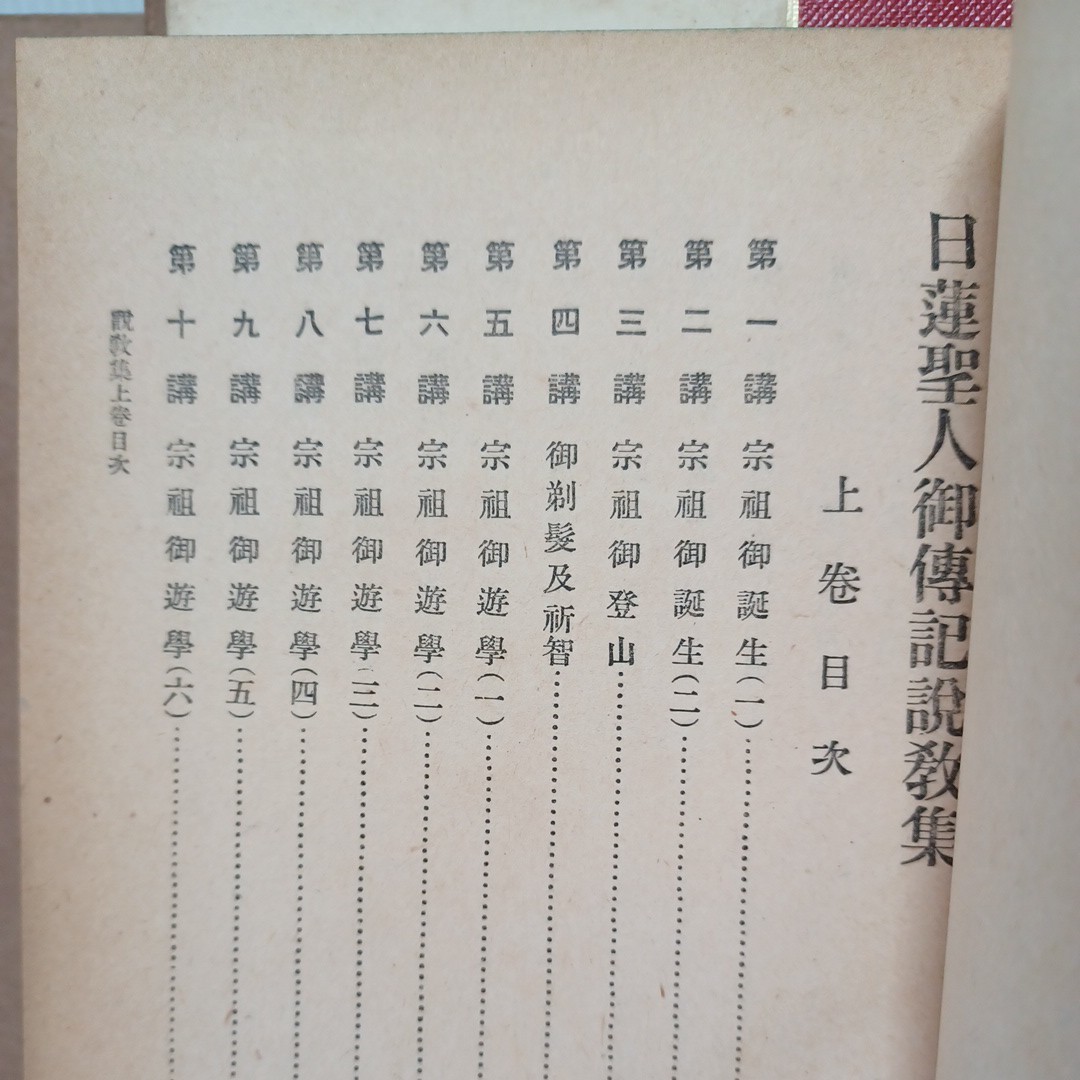 日蓮聖人御傳記說教集
上卷目次
第一講 宗祖御誕生(一)
第二講 宗祖御誕生(二)
第三講 宗祖御登山
第四講 御剃髮及祈智
第五講 宗祖御遊學(一)
第六講 宗祖御遊學(二)
第七講 宗祖御遊學(三)
第八講 宗祖御遊學(四)
第九講 宗祖御遊學(五)
第十講 宗祖御遊學(六)
說教集上卷目次